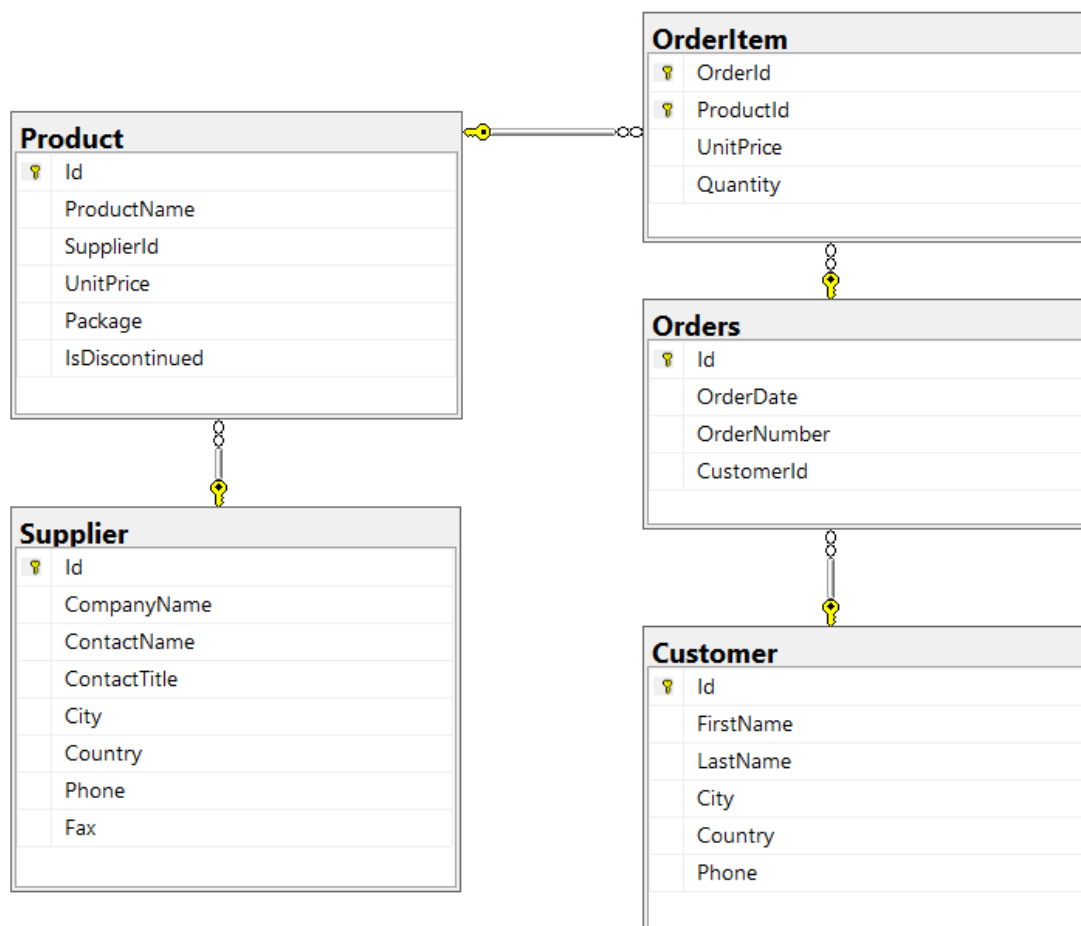 Product
Id
ProductName
SupplierId
UnitPrice
Package
IsDiscontinued
Supplier
Id
CompanyName
ContactName
ContactTitle
City
Country
Phone
Fax
OrderItem
OrderId
ProductId
UnitPrice
Quantity
Orders
Id
OrderDate
OrderNumber
CustomerId
Customer
Id
FirstName
LastName
City
Country
Phone